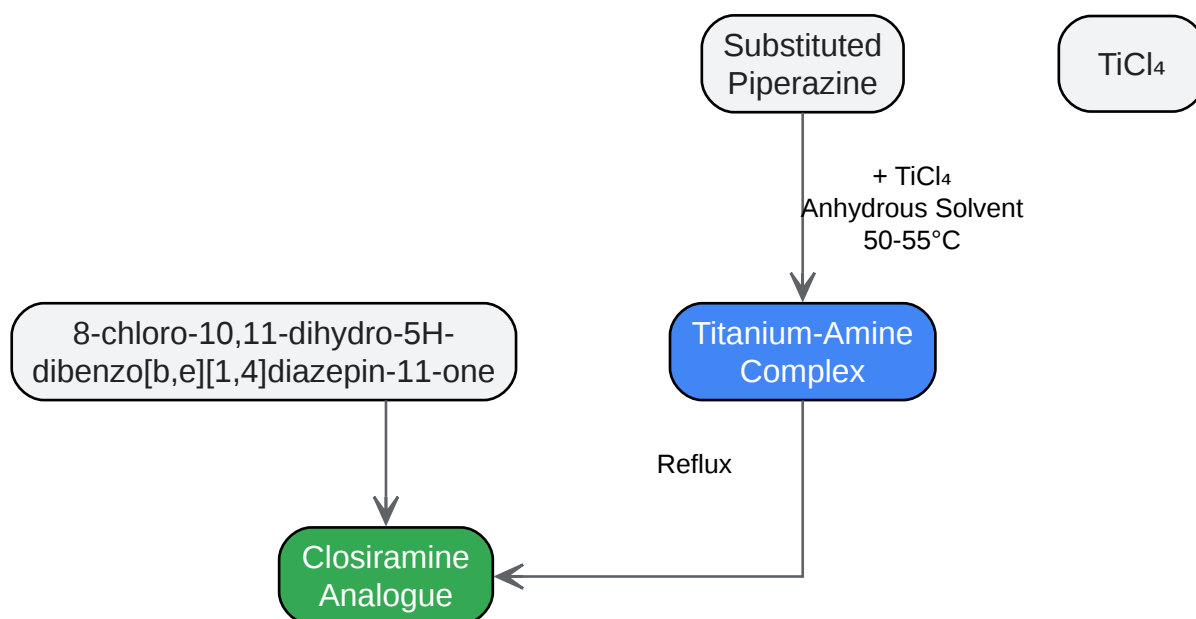 Substituted
Piperazine
TiCl₄
+ TiCl₄
Anhydrous Solvent
50-55°C
8-chloro-10,11-dihydro-5H-
dibenzo[b,e][1,4]diazepin-11-one
Titanium-Amine
Complex
Reflux
Closiramine
Analogue